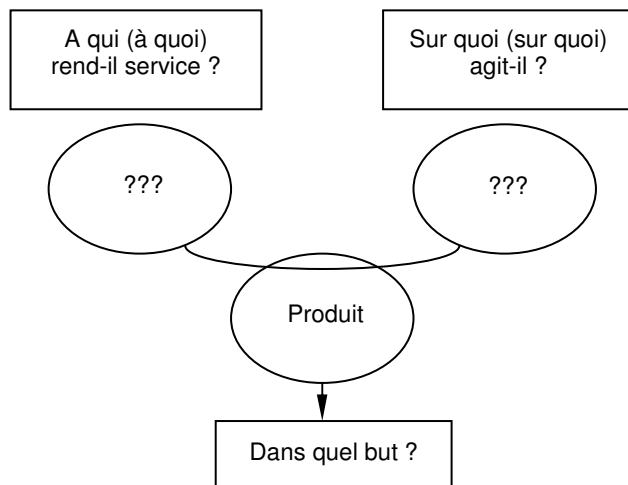 A qui (à quoi)
rend-il service ?
Sur quoi (sur quoi)
agit-il ?
???
???
Produit
Dans quel but ?